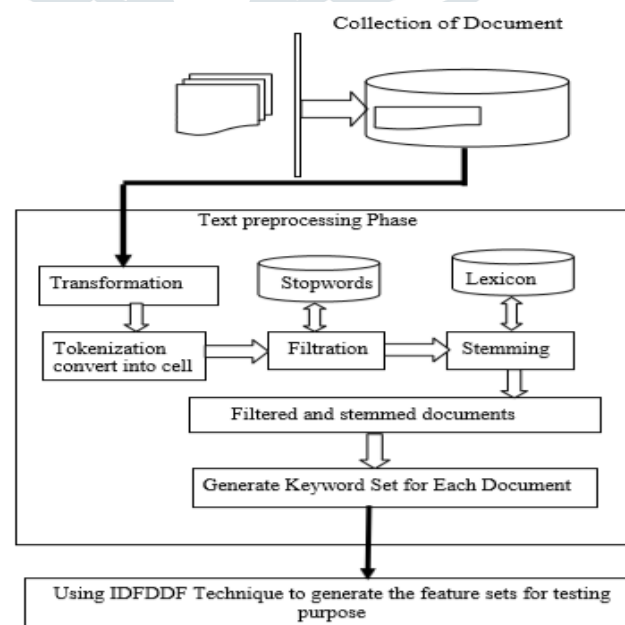 Collection of Document
Text preprocessing Phase
Transformation
Stopwords
Lexicon
Tokenization
convert into cell
Filtration
Stemming
Filtered and stemmed documents
Generate Keyword Set for Each Document
Using IDFDDF Technique to generate the feature sets for testing
purpose